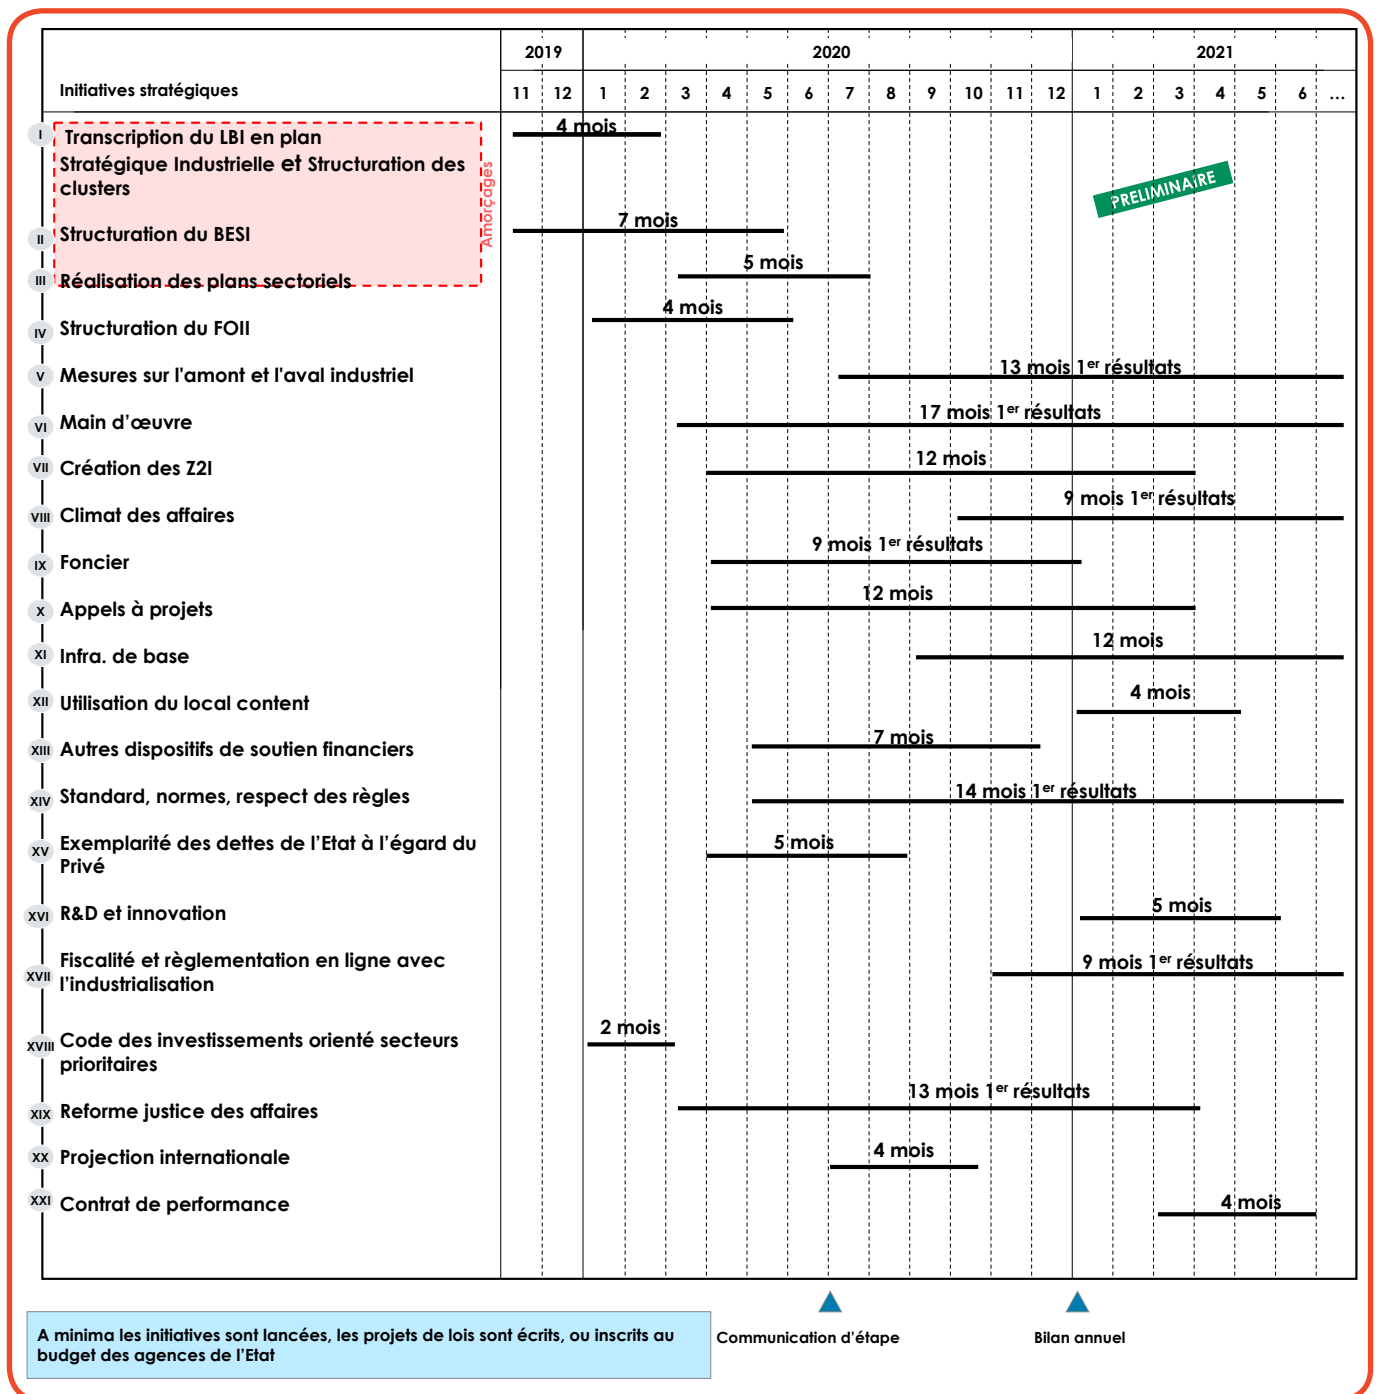 2019 2020 2021
Initiatives stratégiques 11 12 1 2 3 4 5 6 7 8 9 10 11 12 1 2 3 4 5 6 ...
I Transcription du LBI en plan 4 mois
Stratégique Industrielle et Structuration des
clusters
Amorçages
PRELIMINAIRE
II Structuration du BESI 7 mois
III Réalisation des plans sectoriels 5 mois
IV Structuration du FOII 4 mois
V Mesures sur l'amont et l'aval industriel 13 mois 1er résultats
VI Main d'œuvre 17 mois 1er résultats
VII Création des Z2I 12 mois
VIII Climat des affaires 9 mois 1er résultats
IX Foncier 9 mois 1er résultats
X Appels à projets 12 mois
XI Infra. de base 12 mois
XII Utilisation du local content 4 mois
XIII Autres dispositifs de soutien financiers 7 mois
XIV Standard, normes, respect des règles 14 mois 1er résultats
XV Exemplarité des dettes de l'Etat à l'égard du 5 mois
Privé
XVI R&D et innovation 5 mois
XVII Fiscalité et règlementation en ligne avec 9 mois 1er résultats
l'industrialisation
XVIII Code des investissements orienté secteurs 2 mois
prioritaires
XIX Reforme justice des affaires 13 mois 1er résultats
XX Projection internationale 4 mois
XXI Contrat de performance 4 mois
A minima les initiatives sont lancées, les projets de lois sont écrits, ou inscrits au
budget des agences de l'Etat
Communication d'étape Bilan annuel